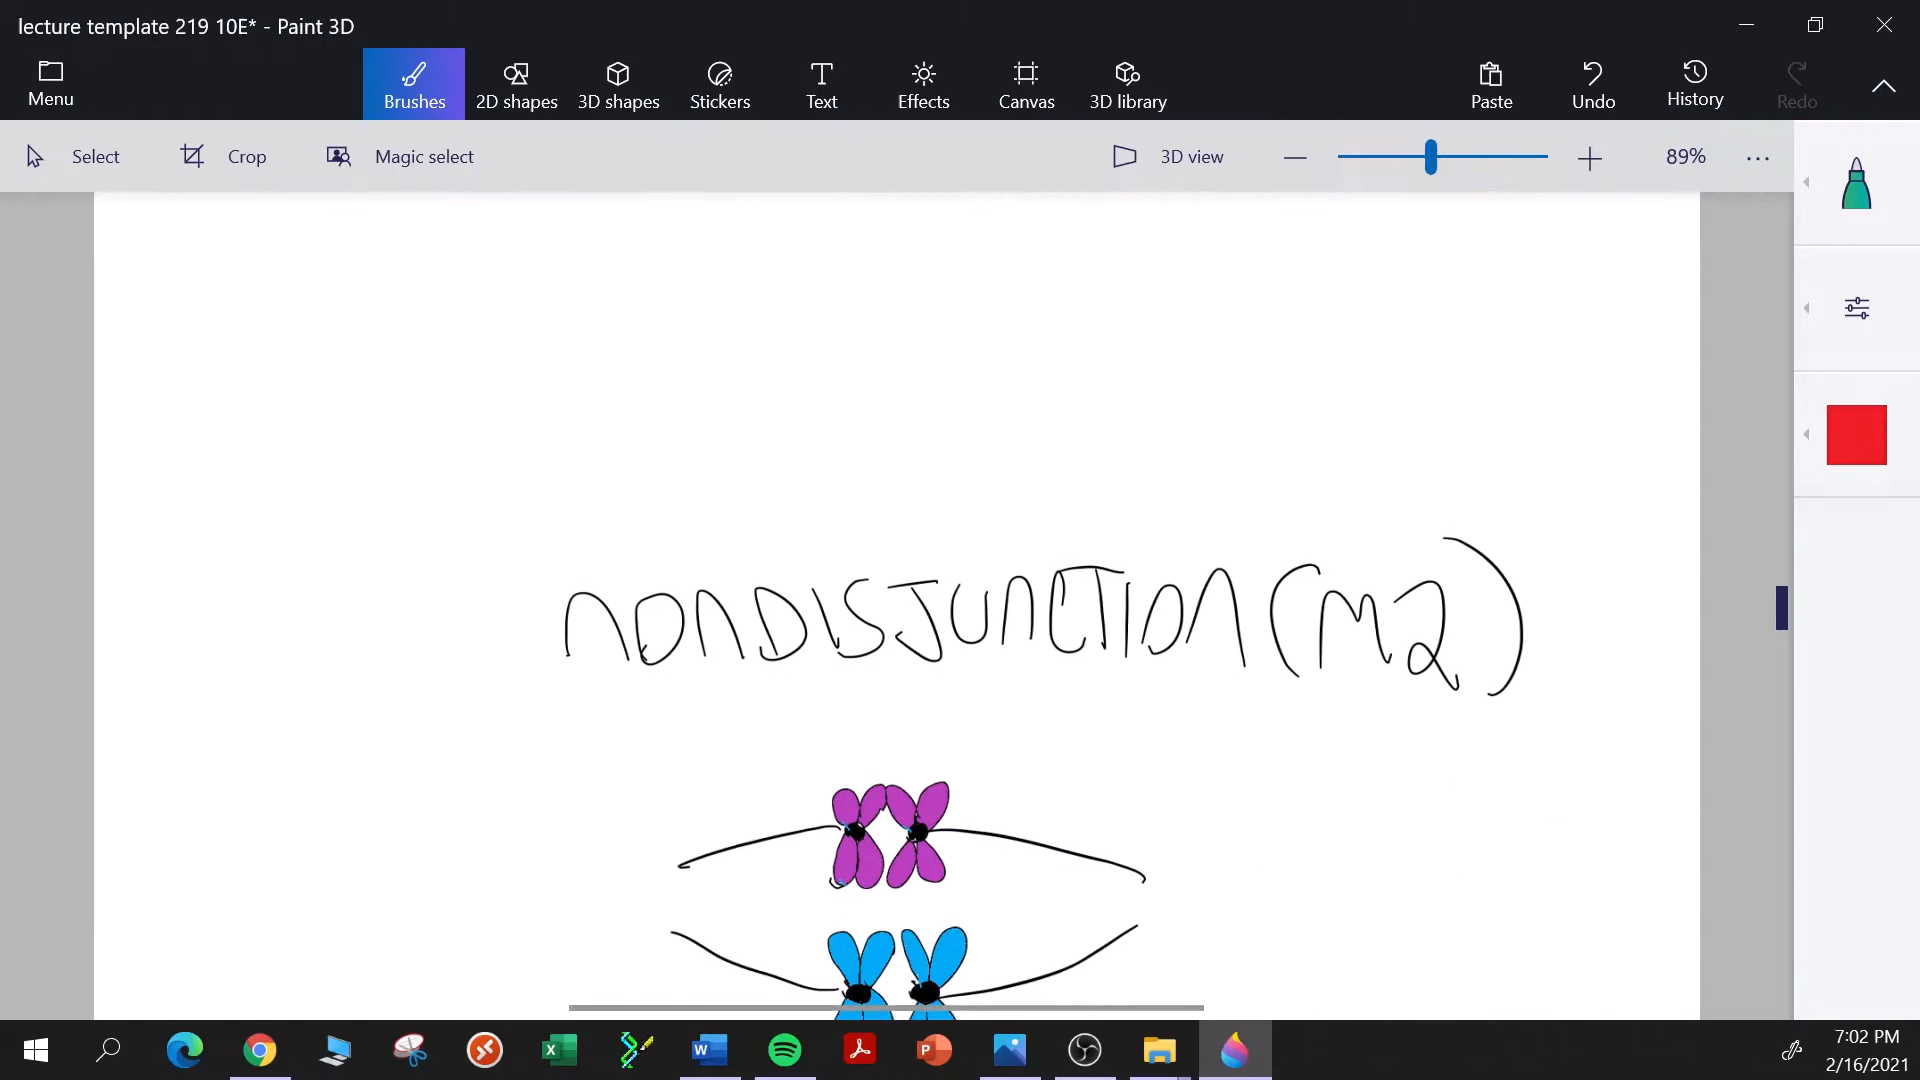 lecture template 219 10E* - Paint 3D
Menu
Brushes
2D shapes
3D shapes
Stickers
Text
Effects
Canvas
3D library
Paste
Undo
History
Redo
Select
Crop
Magic select
3D view
89%
NONDISJUNCTION (M2)
7:02 PM
2/16/2021